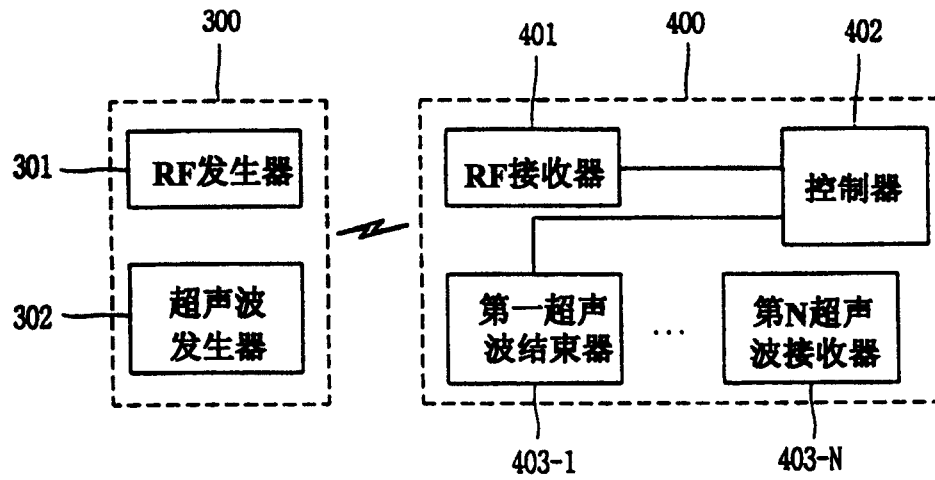 300
401
400
402
301
RF发生器
RF接收器
控制器
302
超声波
发生器
第一超声
波结束器
...
第N超声
波接收器
403-1
403-N